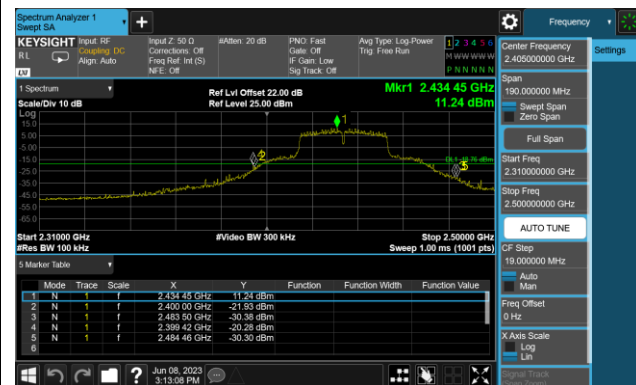 Spectrum Analyzer 1
Swept SA
+
Frequency
KEYSIGHT
RL
LXI
Input: RF
Coupling: DC
Align: Auto
Input Z: 50 Ω
Corrections: Off
Freq Ref: Int (S)
NFE: Off
#Atten: 20 dB
PNO: Fast
Gate: Off
IF Gain: Low
Sig Track: Off
Avg Type: Log-Power
Trig: Free Run
1 2 3 4 5 6
M W W W W W
P N N N N N
1 Spectrum
Scale/Div 10 dB
Ref Lvl Offset 22.00 dB
Ref Level 25.00 dBm
Mkr1 2.434 45 GHz
11.24 dBm
Log
15.0
5.00
-5.00
-15.0
-25.0
-35.0
-45.0
-55.0
-65.0
1
2
DL1 -18.76 dBm
Start 2.31000 GHz
#Res BW 100 kHz
#Video BW 300 kHz
Stop 2.50000 GHz
Sweep 1.00 ms (1001 pts)
5 Marker Table
Mode Trace Scale X Y Function Function Width Function Value
1 N 1 f 2.434 45 GHz 11.24 dBm
2 N 1 f 2.400 00 GHz -21.93 dBm
3 N 1 f 2.483 50 GHz -30.38 dBm
4 N 1 f 2.399 42 GHz -20.28 dBm
5 N 1 f 2.484 46 GHz -30.30 dBm
6
?
Jun 08, 2023
3:13:08 PM
Settings
Center Frequency
2.405000000 GHz
Span
190.000000 MHz
Swept Span
Zero Span
Full Span
Start Freq
2.310000000 GHz
Stop Freq
2.500000000 GHz
AUTO TUNE
CF Step
19.000000 MHz
Auto
Man
Freq Offset
0 Hz
X Axis Scale
Log
Lin
Signal Track
(Span Zoom)